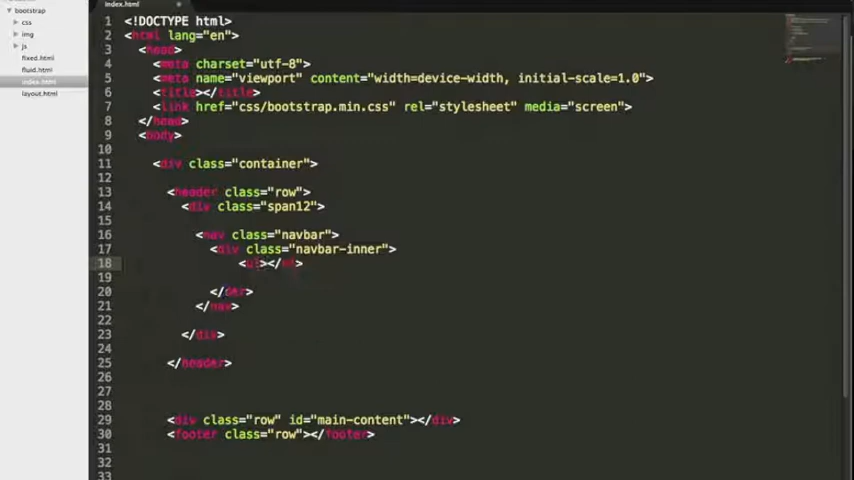 index.html
bootstrap
css
img
js
fixed.html
fluid.html
index.html
layout.html
1 <!DOCTYPE html>
2 <html lang="en">
3 <head>
4 <meta charset="utf-8">
5 <meta name="viewport" content="width=device-width, initial-scale=1.0">
6 <title></title>
7 <link href="css/bootstrap.min.css" rel="stylesheet" media="screen">
8 </head>
9 <body>
10
11 <div class="container">
12
13 <header class="row">
14 <div class="span12">
15
16 <nav class="navbar">
17 <div class="navbar-inner">
18 <ul></
19
20 </
21 </nav>
22
23 </div>
24
25 </header>
26
27
28
29 <div class="row" id="main-content"></div>
30 <footer class="row"></footer>
31
32
33